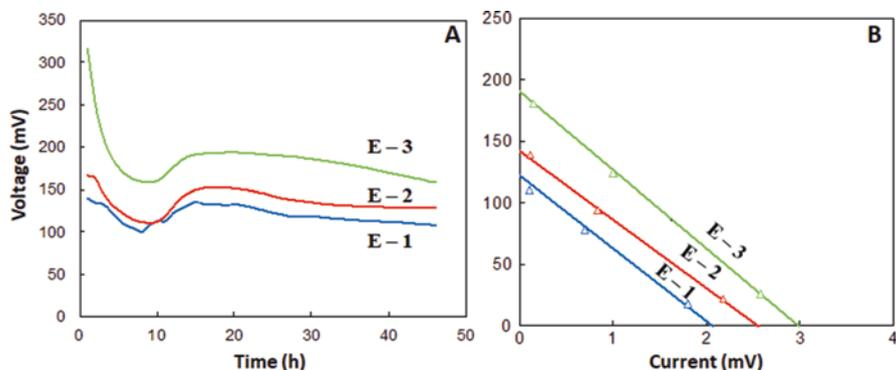 A
350
300
250
200
150
100
50
0
Voltage (mV)
E – 3
E – 2
E – 1
0 10 20 30 40 50
Time (h)
B
250
200
150
100
50
0
E – 3
E – 2
E – 1
0 1 2 3 4
Current (mV)